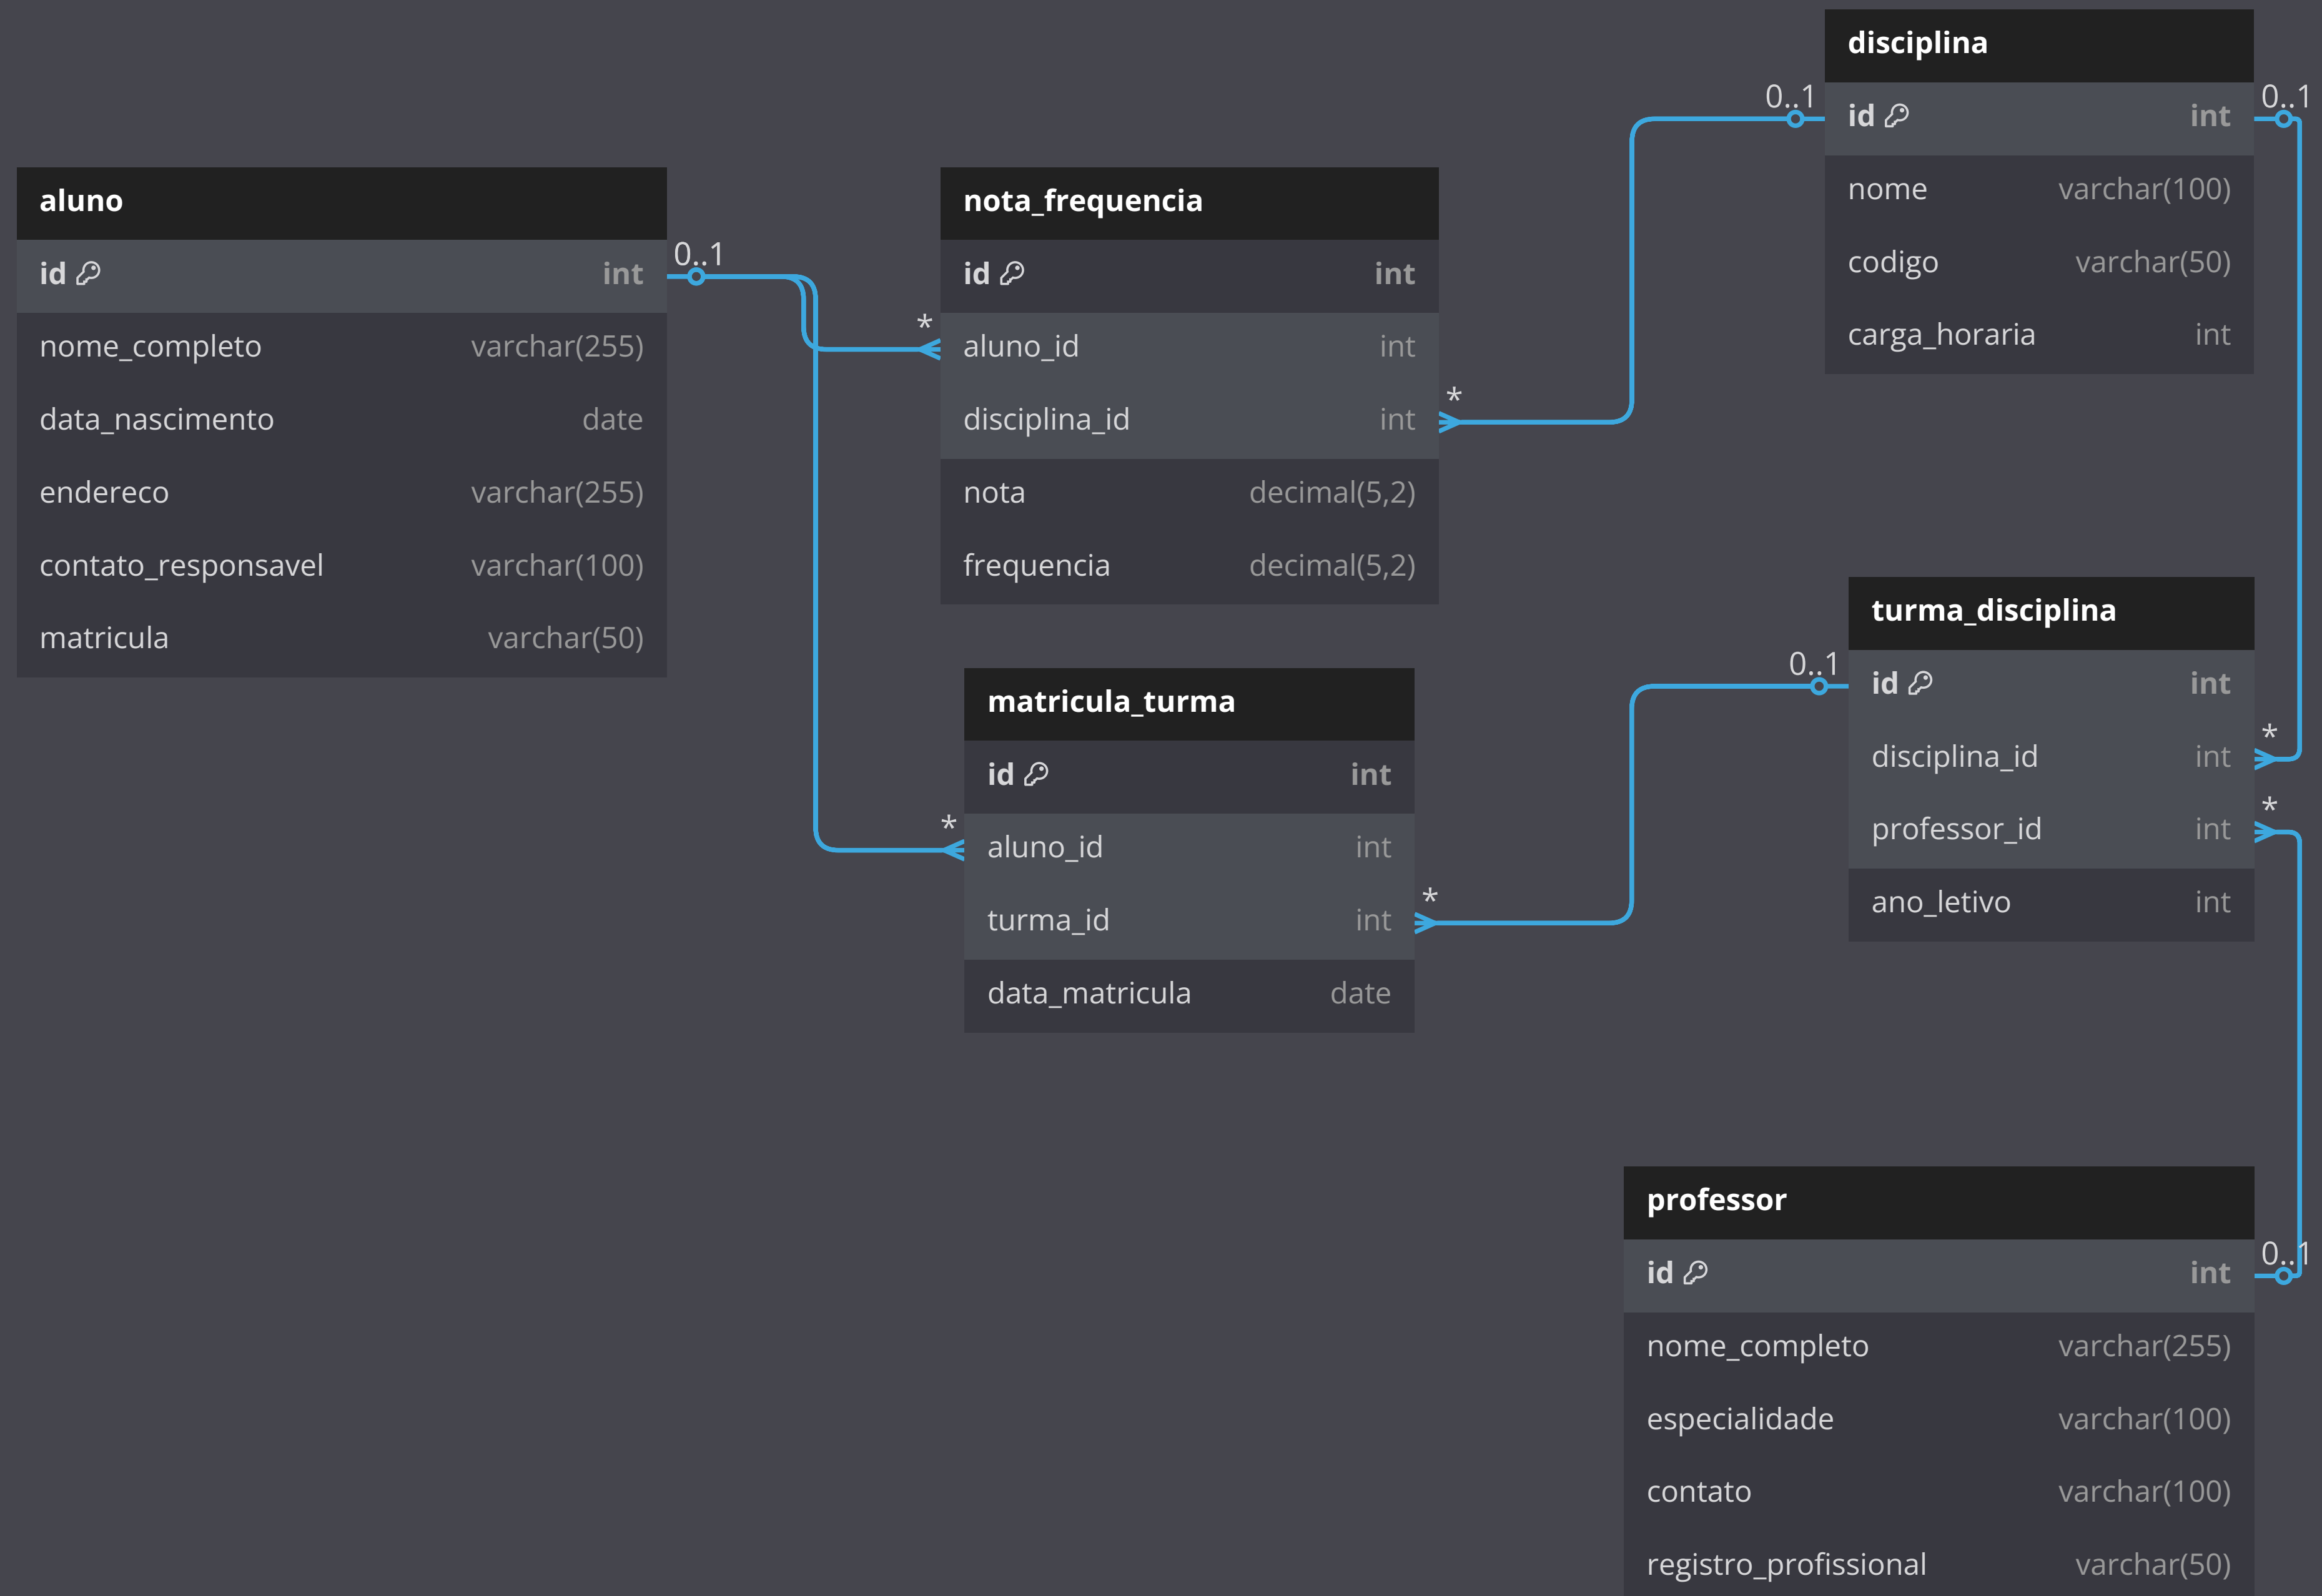 aluno
id int
nome_completo varchar(255)
data_nascimento date
endereco varchar(255)
contato_responsavel varchar(100)
matricula varchar(50)
0..1
*
nota_frequencia
id int
aluno_id int
disciplina_id int
nota decimal(5,2)
frequencia decimal(5,2)
*
0..1
disciplina
id int
nome varchar(100)
codigo varchar(50)
carga_horaria int
0..1
*
matricula_turma
id int
aluno_id int
turma_id int
data_matricula date
*
0..1
turma_disciplina
id int
disciplina_id int
professor_id int
ano_letivo int
*
*
professor
id int
nome_completo varchar(255)
especialidade varchar(100)
contato varchar(100)
registro_profissional varchar(50)
0..1